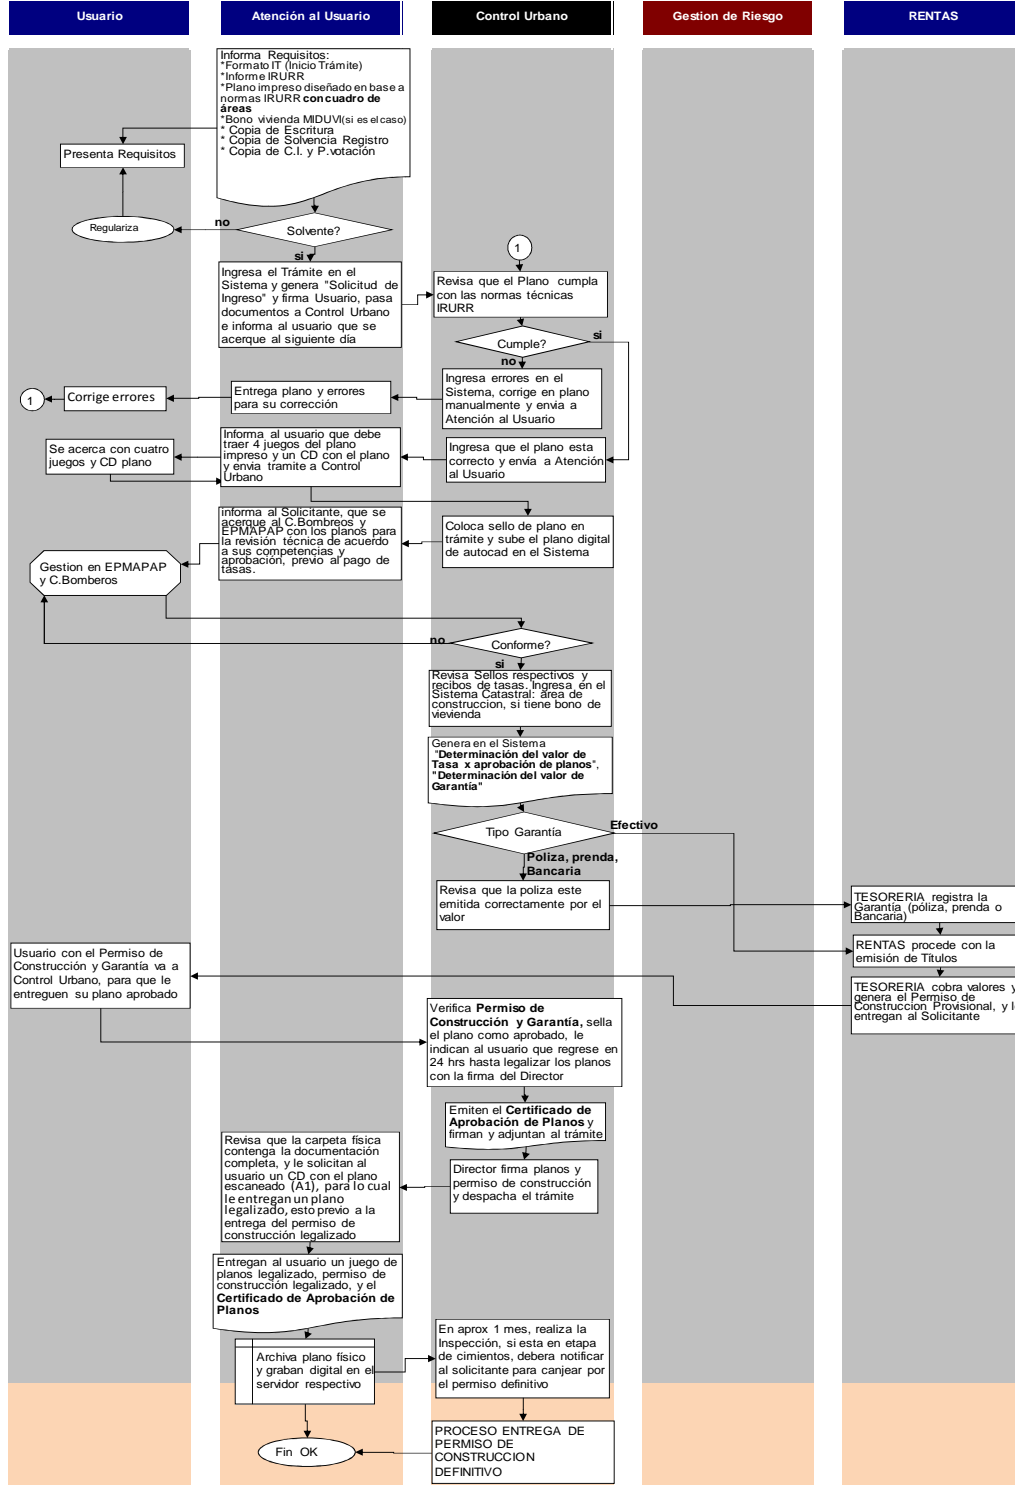 Usuario
Atención al Usuario
Control Urbano
Gestion de Riesgo
RENTAS
Informa Requisitos:
*Formato IT (Inicio Trámite)
*Informe IRURR
*Plano impreso diseñado en base a
normas IRURR con cuadro de
áreas
*Bono vivienda MIDUVI(si es el caso)
* Copia de Escritura
* Copia de Solvencia Registro
* Copia de C.I. y P.votación
Presenta Requisitos
Regulariza
no
Solvente?
si
1
Ingresa el Trámite en el
Sistema y genera "Solicitud de
Ingreso" y firma Usuario, pasa
documentos a Control Urbano
e informa al usuario que se
acerque al siguiente día
Revisa que el Plano cumpla
con las normas técnicas
IRURR
Cumple?
si
no
Ingresa errores en el
Sistema, corrige en plano
manualmente y envia a
Atención al Usuario
Entrega plano y errores
para su corrección
Corrige errores
1
Se acerca con cuatro
juegos y CD plano
Informa al usuario que debe
traer 4 juegos del plano
impreso y un CD con el plano
y envia tramite a Control
Urbano
Ingresa que el plano esta
correcto y envía a Atención
al Usuario
informa al Solicitante, que se
acerque al C.Bombreos y
EPMAPAP con los planos para
la revisión técnica de acuerdo
a sus competencias y
aprobación, previo al pago de
tasas.
Coloca sello de plano en
trámite y sube el plano digital
de autocad en el Sistema
Gestion en EPMAPAP
y C.Bomberos
no
Conforme?
si
Revisa Sellos respectivos y
recibos de tasas. Ingresa en el
Sistema Catastral: área de
construccion, si tiene bono de
vievienda
Genera en el Sistema
"Determinación del valor de
Tasa x aprobación de planos",
"Determinación del valor de
Garantía"
Tipo Garantía
Efectivo
Poliza, prenda,
Bancaria
Revisa que la poliza este
emitida correctamente por el
valor
TESORERIA registra la
Garantía (póliza, prenda o
Bancaria)
RENTAS procede con la
emisión de Títulos
TESORERIA cobra valores y
genera el Permiso de
Construccion Provisional, y l
entregan al Solicitante
Usuario con el Permiso de
Construcción y Garantía va a
Control Urbano, para que le
entreguen su plano aprobado
Verifica Permiso de
Construcción y Garantía, sella
el plano como aprobado, le
indican al usuario que regrese en
24 hrs hasta legalizar los planos
con la firma del Director
Emiten el Certificado de
Aprobación de Planos y
firman y adjuntan al trámite
Director firma planos y
permiso de construcción
y despacha el trámite
Revisa que la carpeta física
contenga la documentación
completa, y le solicitan al
usuario un CD con el plano
escaneado (A1), para lo cual
le entregan un plano
legalizado, esto previo a la
entrega del permiso de
construcción legalizado
Entregan al usuario un juego de
planos legalizado, permiso de
construcción legalizado, y el
Certificado de Aprobación de
Planos
Archiva plano físico
y graban digital en el
servidor respectivo
En aprox 1 mes, realiza la
Inspección, si esta en etapa
de cimientos, debera notificar
al solicitante para canjear por
el permiso definitivo
PROCESO ENTREGA DE
PERMISO DE
CONSTRUCCION
DEFINITIVO
Fin OK